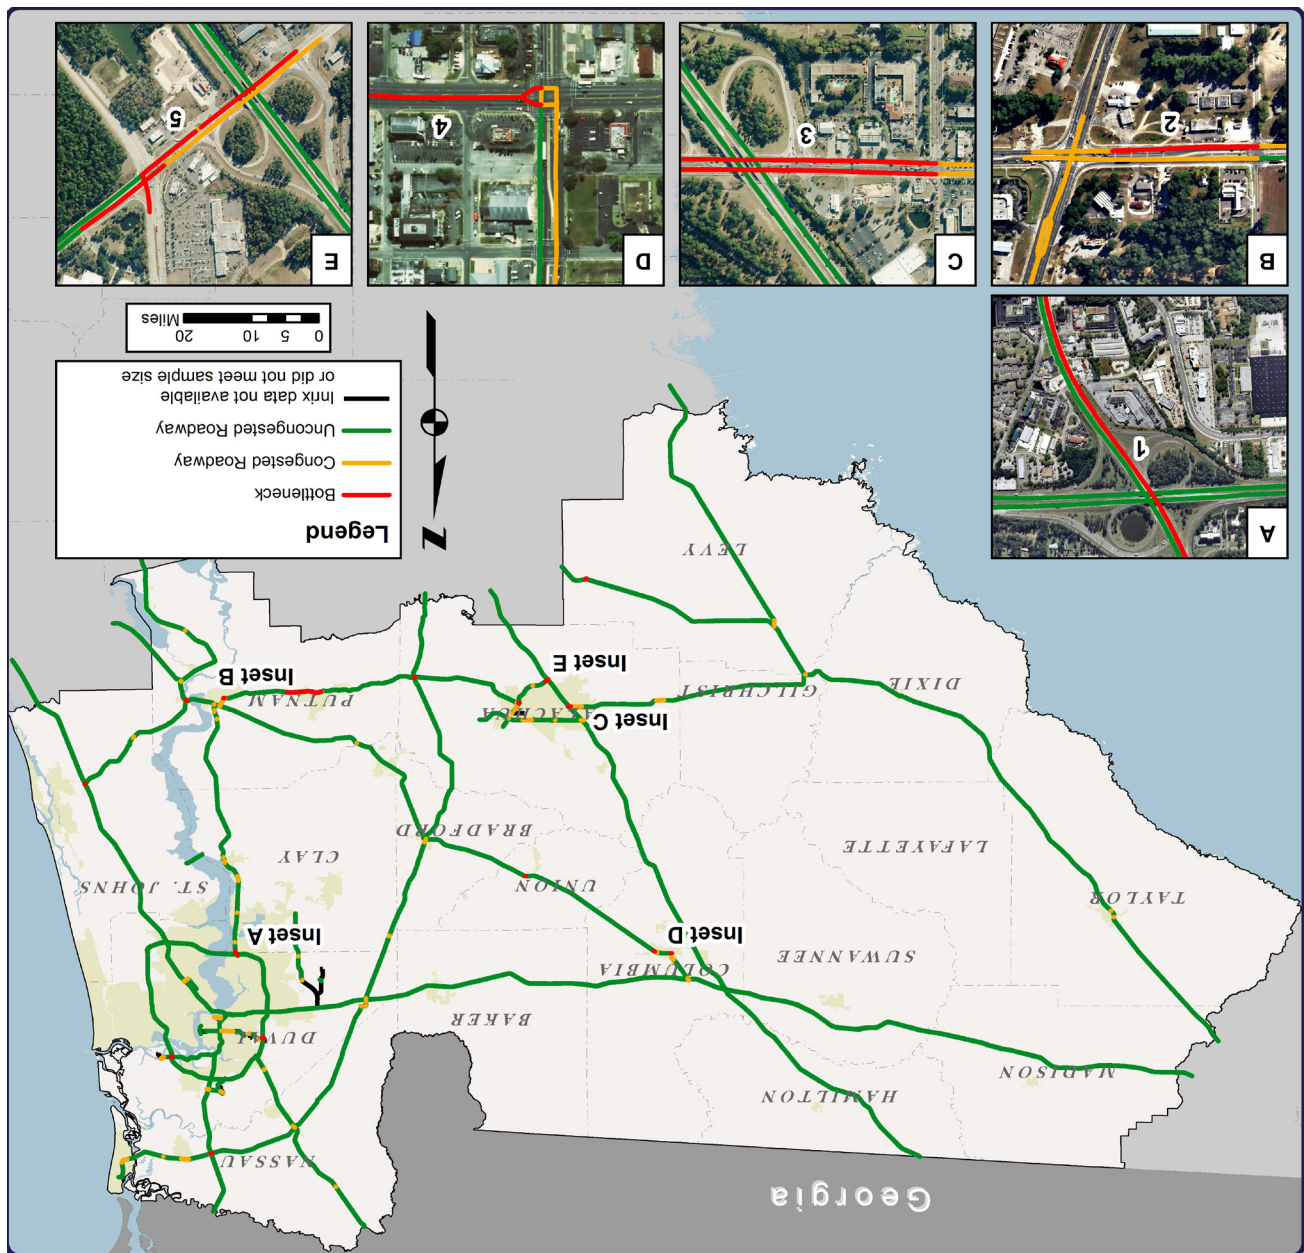 Georgia
NASSAU
HAMILTON
MADISON
DUVAL
BAKER
COLUMBIA
SUWANNEE
Inset A
Inset D
TAYLOR
ST. JOHNS
CLAY
UNION
LAFAYETTE
BRADFORD
ALACHUA
Inset C
PUTNAM
GILCHRIST
DIXIE
Inset B
Inset E
LEVY
Legend
Bottleneck
Congested Roadway
Uncongested Roadway
Inrix data not available
or did not meet sample size
0 5 10 20
Miles
N
A
1
B
2
C
3
D
4
E
5